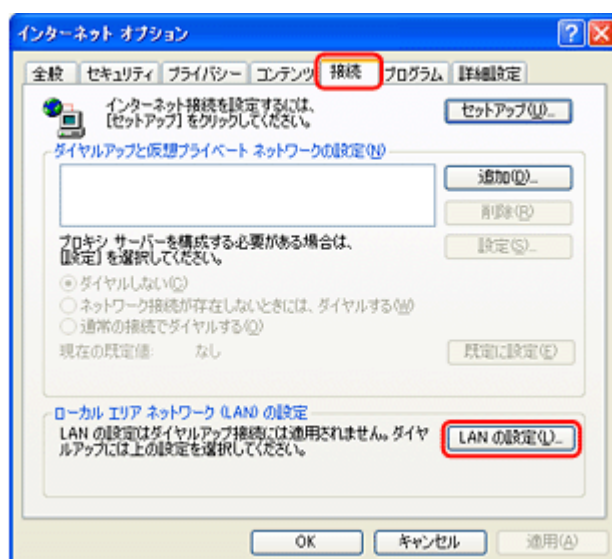 インターネット オプション
全般 セキュリティ プライバシー コンテンツ 接続 プログラム 詳細設定
インターネット接続を設定するには、
[セットアップ] をクリックしてください。
セットアップ(U)...
ダイヤルアップと仮想プライベート ネットワークの設定(N)
追加(D)...
削除(R)
プロキシ サーバーを構成する必要がある場合は、
[設定] を選択してください。
設定(S)...
ダイヤルしない(C)
ネットワーク接続が存在しないときには、ダイヤルする(W)
通常の接続でダイヤルする(O)
現在の既定値: なし
既定に設定(E)
ローカル エリア ネットワーク (LAN) の設定
LAN の設定はダイヤルアップ接続には適用されません。ダイヤ
ルアップには上の設定を選択してください。
LAN の設定(L)...
OK キャンセル 適用(A)